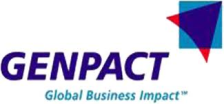 GENPACT
Global Business Impact™